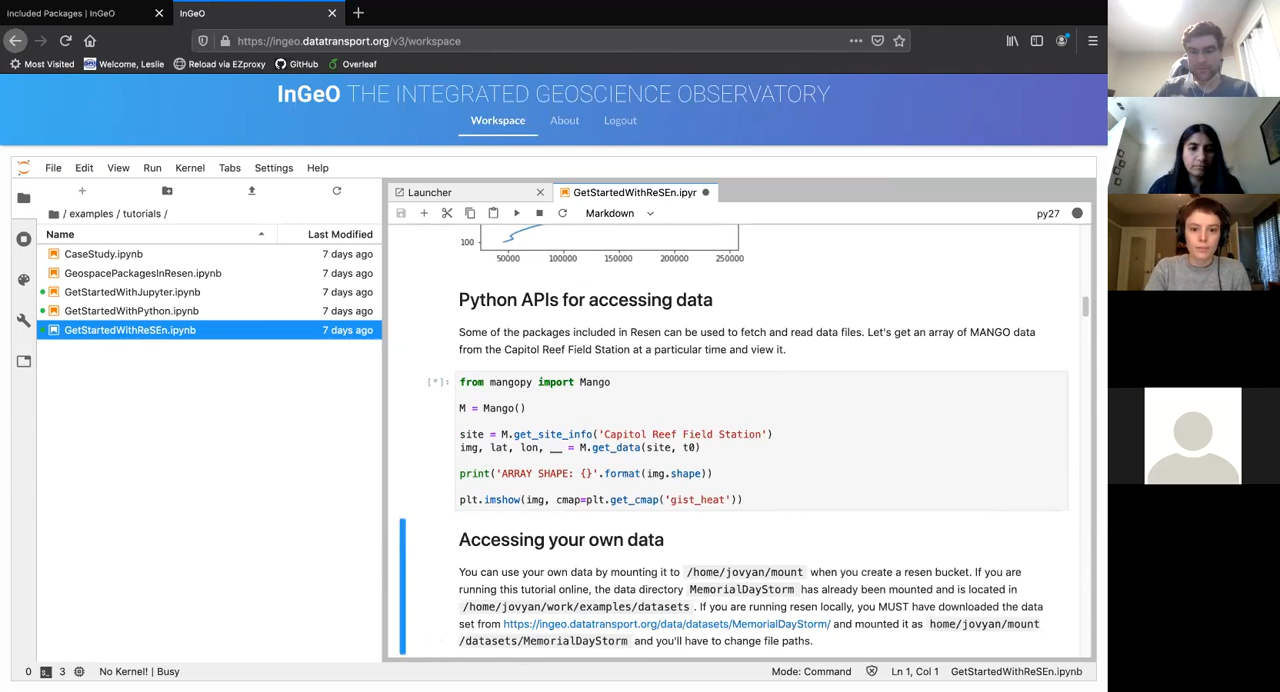 Included Packages | InGeO
InGeO
https://ingeo.datatransport.org/v3/workspace
Most Visited
Welcome, Leslie
Reload via EZproxy
GitHub
Overleaf
InGeO THE INTEGRATED GEOSCIENCE OBSERVATORY
Workspace
About
Logout
File
Edit
View
Run
Kernel
Tabs
Settings
Help
/ examples / tutorials /
Name
Last Modified
CaseStudy.ipynb
7 days ago
GeospacePackagesInResen.ipynb
7 days ago
GetStartedWithJupyter.ipynb
7 days ago
GetStartedWithPython.ipynb
7 days ago
GetStartedWithReSEn.ipynb
7 days ago
Launcher
GetStartedWithReSEn.ipyr
Markdown
py27
100
50000
100000
150000
200000
250000
Python APIs for accessing data
Some of the packages included in Resen can be used to fetch and read data files. Let's get an array of MANGO data
from the Capitol Reef Field Station at a particular time and view it.
[*]:
from mangopy import Mango
M = Mango()
site = M.get_site_info('Capitol Reef Field Station')
img, lat, lon, __ = M.get_data(site, t0)
print('ARRAY SHAPE: {}'.format(img.shape))
plt.imshow(img, cmap=plt.get_cmap('gist_heat'))
Accessing your own data
You can use your own data by mounting it to /home/jovyan/mount when you create a resen bucket. If you are
running this tutorial online, the data directory MemorialDayStorm has already been mounted and is located in
/home/jovyan/work/examples/datasets . If you are running resen locally, you MUST have downloaded the data
set from https://ingeo.datatransport.org/data/datasets/MemorialDayStorm/ and mounted it as home/jovyan/mount
/datasets/MemorialDayStorm and you'll have to change file paths.
0
3
No Kernel! | Busy
Mode: Command
Ln 1, Col 1
GetStartedWithReSEn.ipynb